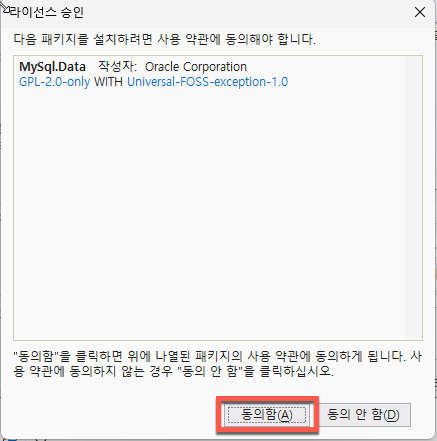 라이선스 승인
다음 패키지를 설치하려면 사용 약관에 동의해야 합니다.
MySql.Data 작성자: Oracle Corporation
GPL-2.0-only WITH Universal-FOSS-exception-1.0
"동의함"을 클릭하면 위에 나열된 패키지의 사용 약관에 동의하게 됩니다. 사
용 약관에 동의하지 않는 경우 "동의 안 함"을 클릭하십시오.
동의함(A) 동의 안 함(D)